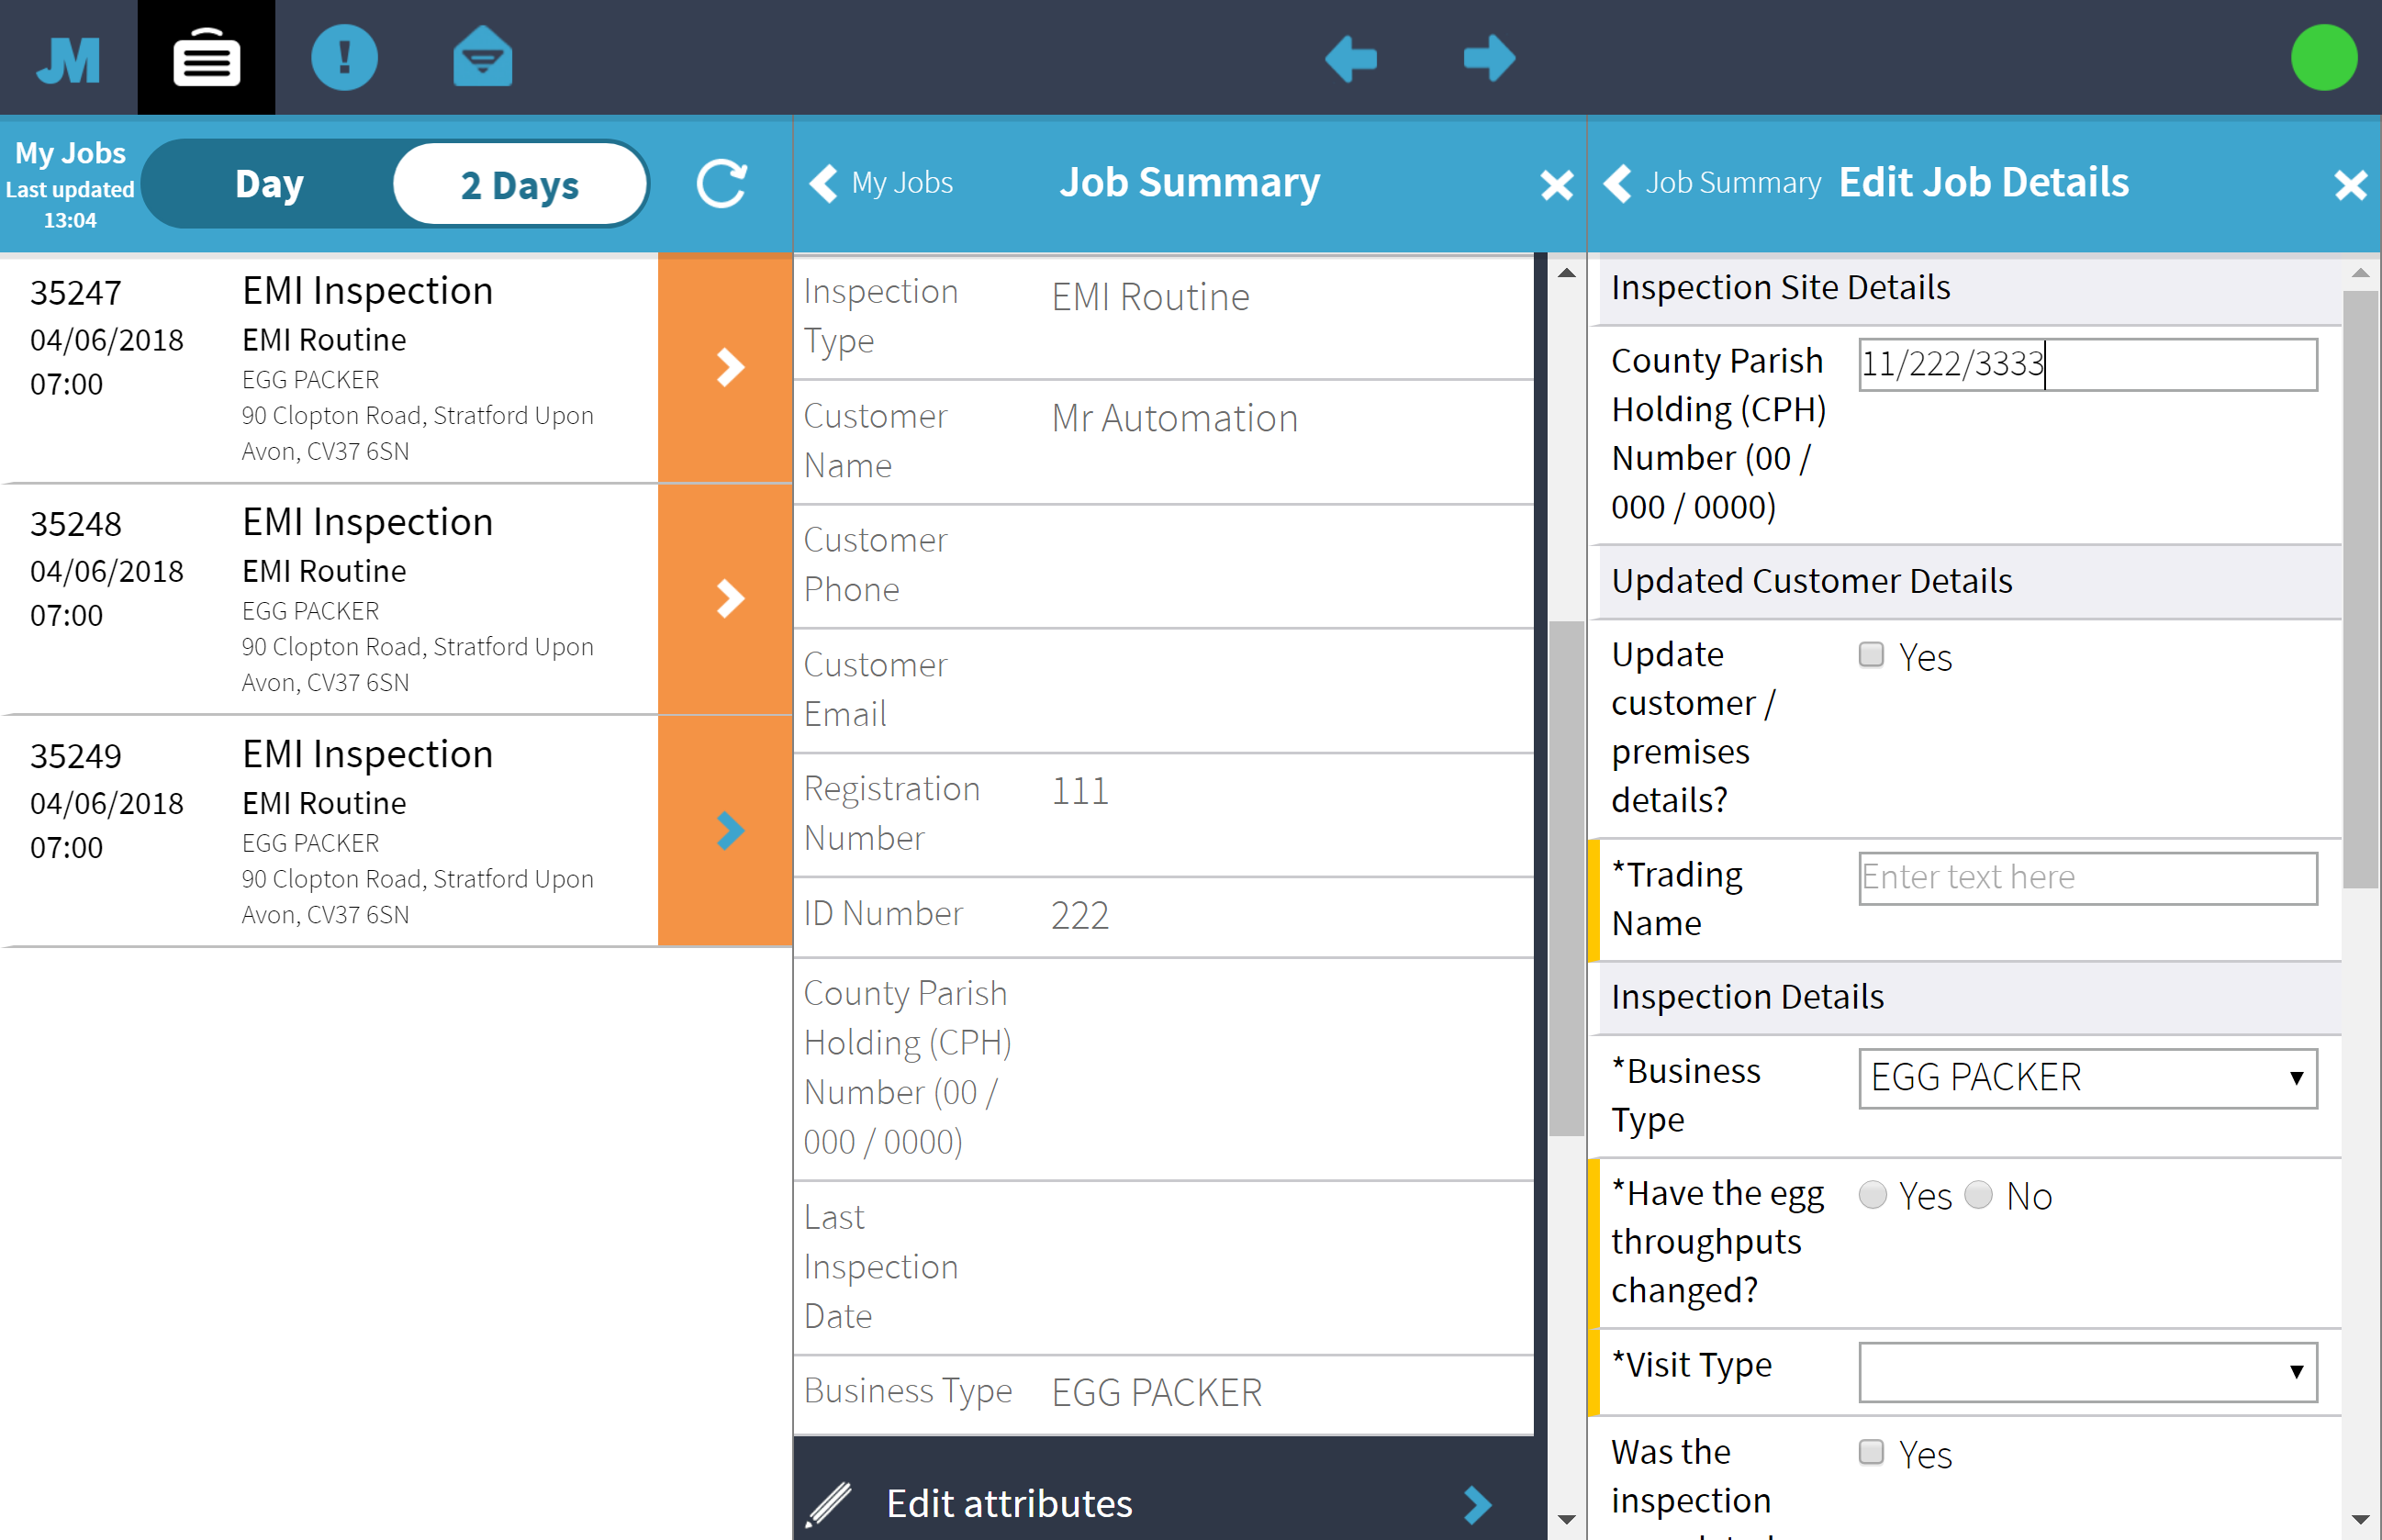 JM
My Jobs
Last updated
13:04
Day
2 Days
My Jobs
Job Summary
Job Summary
Edit Job Details
35247
04/06/2018
07:00
EMI Inspection
EMI Routine
EGG PACKER
90 Clopton Road, Stratford Upon
Avon, CV37 6SN
35248
04/06/2018
07:00
EMI Inspection
EMI Routine
EGG PACKER
90 Clopton Road, Stratford Upon
Avon, CV37 6SN
35249
04/06/2018
07:00
EMI Inspection
EMI Routine
EGG PACKER
90 Clopton Road, Stratford Upon
Avon, CV37 6SN
Inspection
Type
EMI Routine
Customer
Name
Mr Automation
Customer
Phone
Customer
Email
Registration
Number
111
ID Number
222
County Parish
Holding (CPH)
Number (00 /
000 / 0000)
Last
Inspection
Date
Business Type
EGG PACKER
Edit attributes
Inspection Site Details
County Parish
Holding (CPH)
Number (00 /
000 / 0000)
11/222/3333
Updated Customer Details
Update
customer /
premises
details?
Yes
*Trading
Name
Enter text here
Inspection Details
*Business
Type
EGG PACKER
*Have the egg
throughputs
changed?
Yes No
*Visit Type
Was the
inspection
Yes